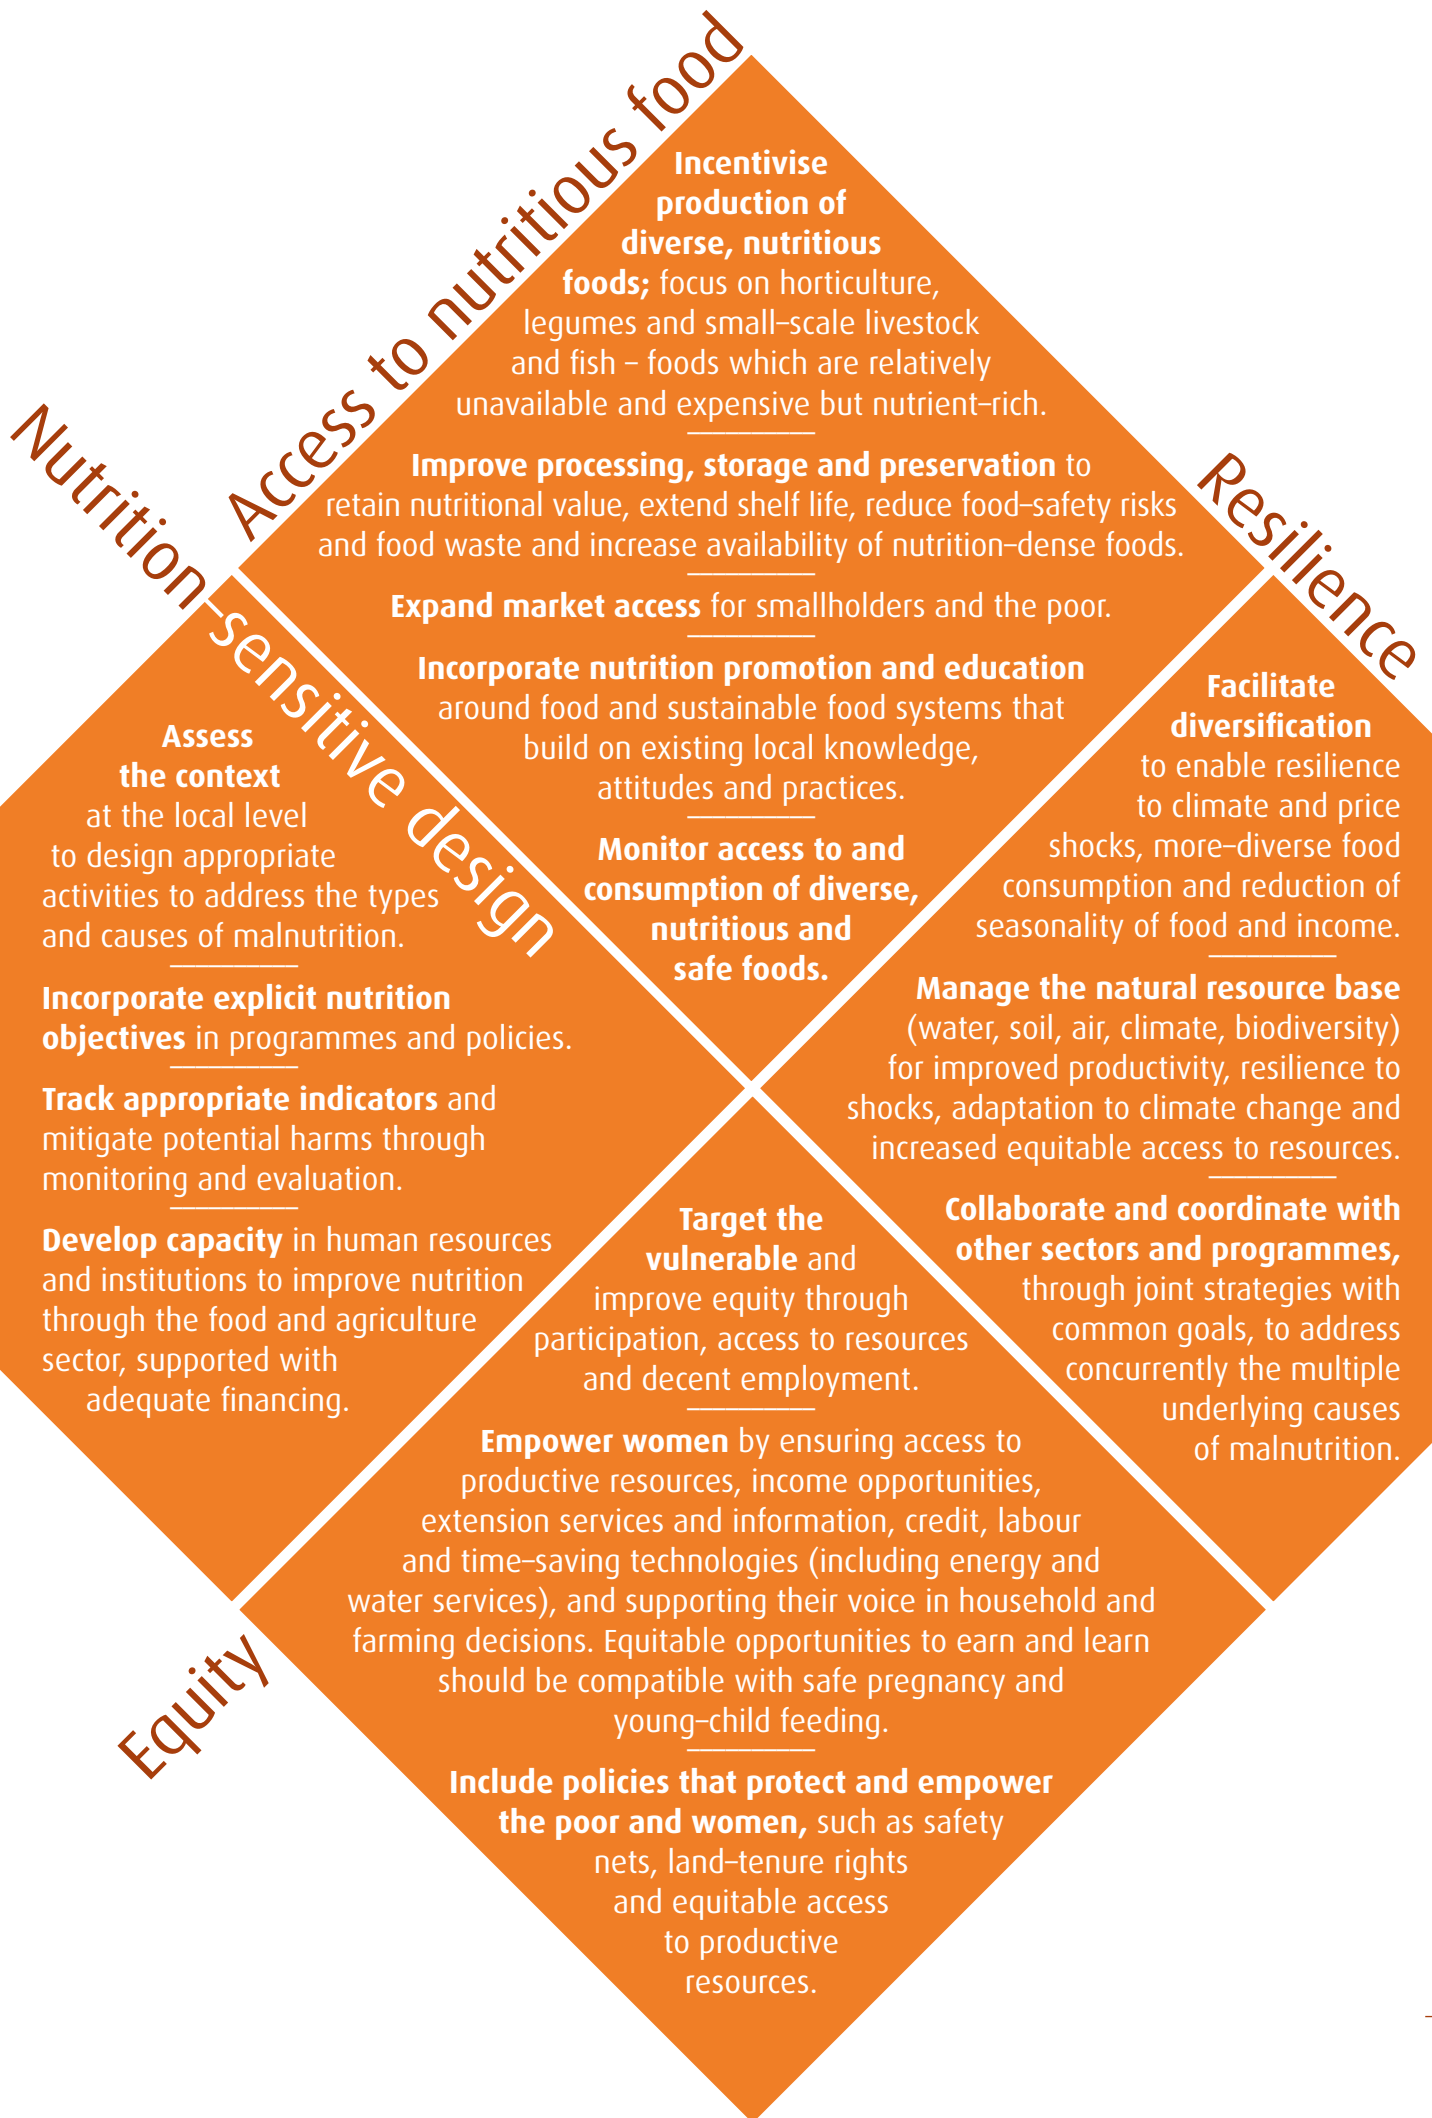 Access to nutritious food
Incentivise
production of
diverse, nutritious
foods; focus on horticulture,
legumes and small–scale livestock
and fish – foods which are relatively
unavailable and expensive but nutrient–rich.
Improve processing, storage and preservation to
retain nutritional value, extend shelf life, reduce food–safety risks
and food waste and increase availability of nutrition–dense foods.
Expand market access for smallholders and the poor.
Incorporate nutrition promotion and education
around food and sustainable food systems that
build on existing local knowledge,
attitudes and practices.
Monitor access to and
consumption of diverse,
nutritious and
safe foods.
Nutrition–sensitive design
Assess
the context
at the local level
to design appropriate
activities to address the types
and causes of malnutrition.
Incorporate explicit nutrition
objectives in programmes and policies.
Track appropriate indicators and
mitigate potential harms through
monitoring and evaluation.
Develop capacity in human resources
and institutions to improve nutrition
through the food and agriculture
sector, supported with
adequate financing.
Resilience
Facilitate
diversification
to enable resilience
to climate and price
shocks, more–diverse food
consumption and reduction of
seasonality of food and income.
Manage the natural resource base
(water, soil, air, climate, biodiversity)
for improved productivity, resilience to
shocks, adaptation to climate change and
increased equitable access to resources.
Collaborate and coordinate with
other sectors and programmes,
through joint strategies with
common goals, to address
concurrently the multiple
underlying causes
of malnutrition.
Equity
Target the
vulnerable and
improve equity through
participation, access to resources
and decent employment.
Empower women by ensuring access to
productive resources, income opportunities,
extension services and information, credit, labour
and time–saving technologies (including energy and
water services), and supporting their voice in household and
farming decisions. Equitable opportunities to earn and learn
should be compatible with safe pregnancy and
young–child feeding.
Include policies that protect and empower
the poor and women, such as safety
nets, land–tenure rights
and equitable access
to productive
resources.